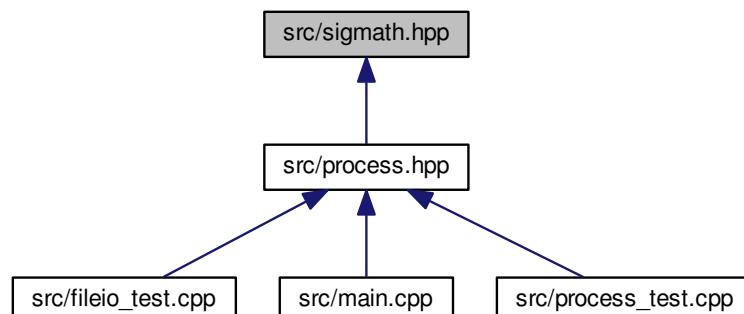 src/sigmath.hpp
src/process.hpp
src/fileio_test.cpp
src/main.cpp
src/process_test.cpp